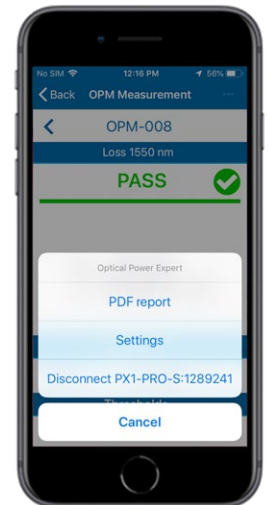 No SIM 12:16 PM 56%
Back OPM Measurement ...
OPM-008
Loss 1550 nm
PASS
Optical Power Expert
PDF report
Settings
Disconnect PX1-PRO-S:1289241
Thresholds
Cancel